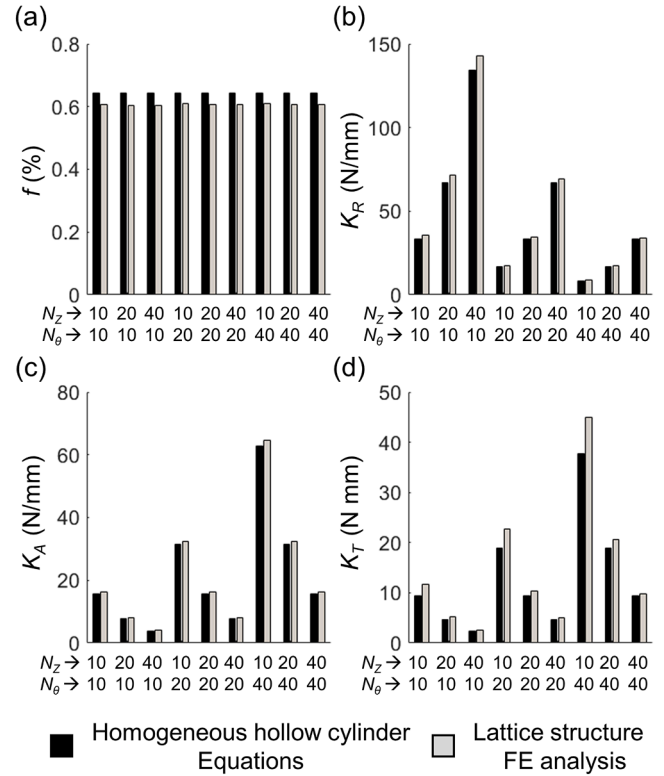 (a)
0.8
0.6
0.4
0.2
0
f (%)
N_Z → 10 20 40 10 20 40 10 20 40
N_θ → 10 10 10 20 20 20 40 40 40
(b)
150
100
50
0
K_R (N/mm)
N_Z → 10 20 40 10 20 40 10 20 40
N_θ → 10 10 10 20 20 20 40 40 40
(c)
80
60
40
20
0
K_A (N/mm)
N_Z → 10 20 40 10 20 40 10 20 40
N_θ → 10 10 10 20 20 20 40 40 40
(d)
50
40
30
20
10
0
K_T (N mm)
N_Z → 10 20 40 10 20 40 10 20 40
N_θ → 10 10 10 20 20 20 40 40 40
Homogeneous hollow cylinder
Equations
Lattice structure
FE analysis